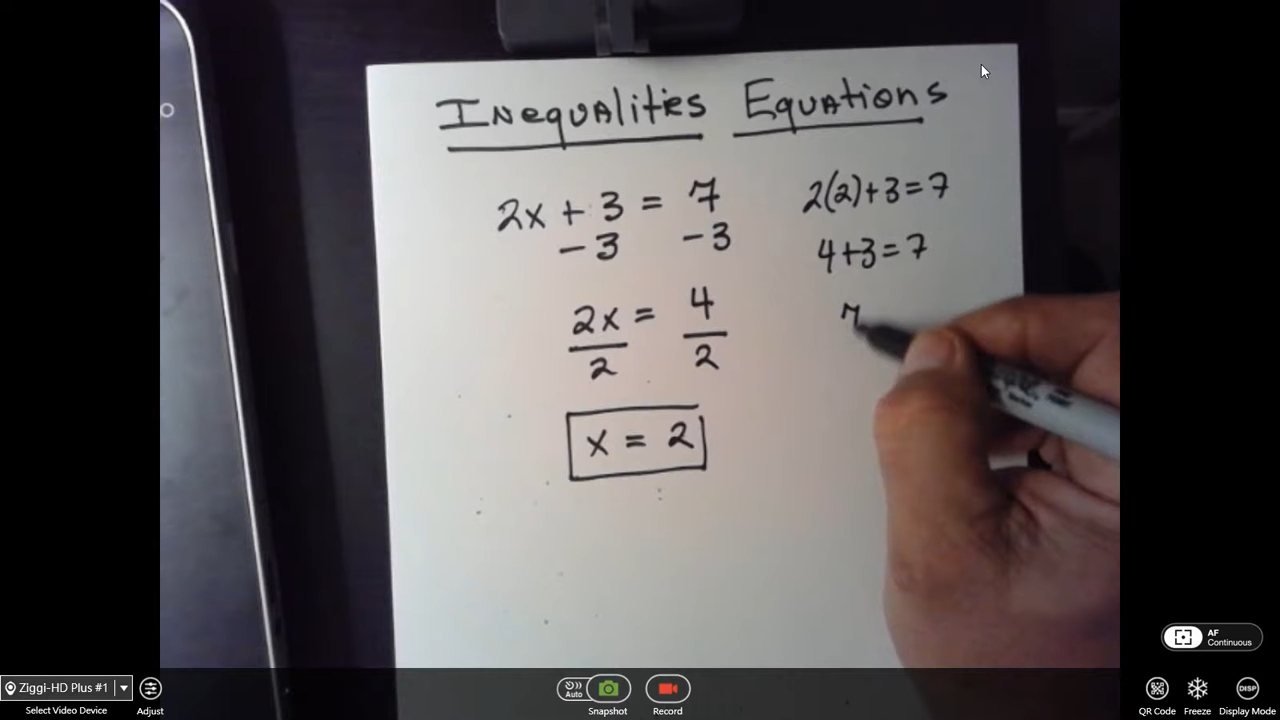 Inequalities Equations
2x + 3 = 7
-3 -3
2x = 4
2 2
x = 2
2(2)+3=7
4+3=7
7
AF
Continuous
Ziggi-HD Plus #1
Select Video Device
Adjust
Auto
Snapshot
Record
QR Code
Freeze
DISP
Display Mode